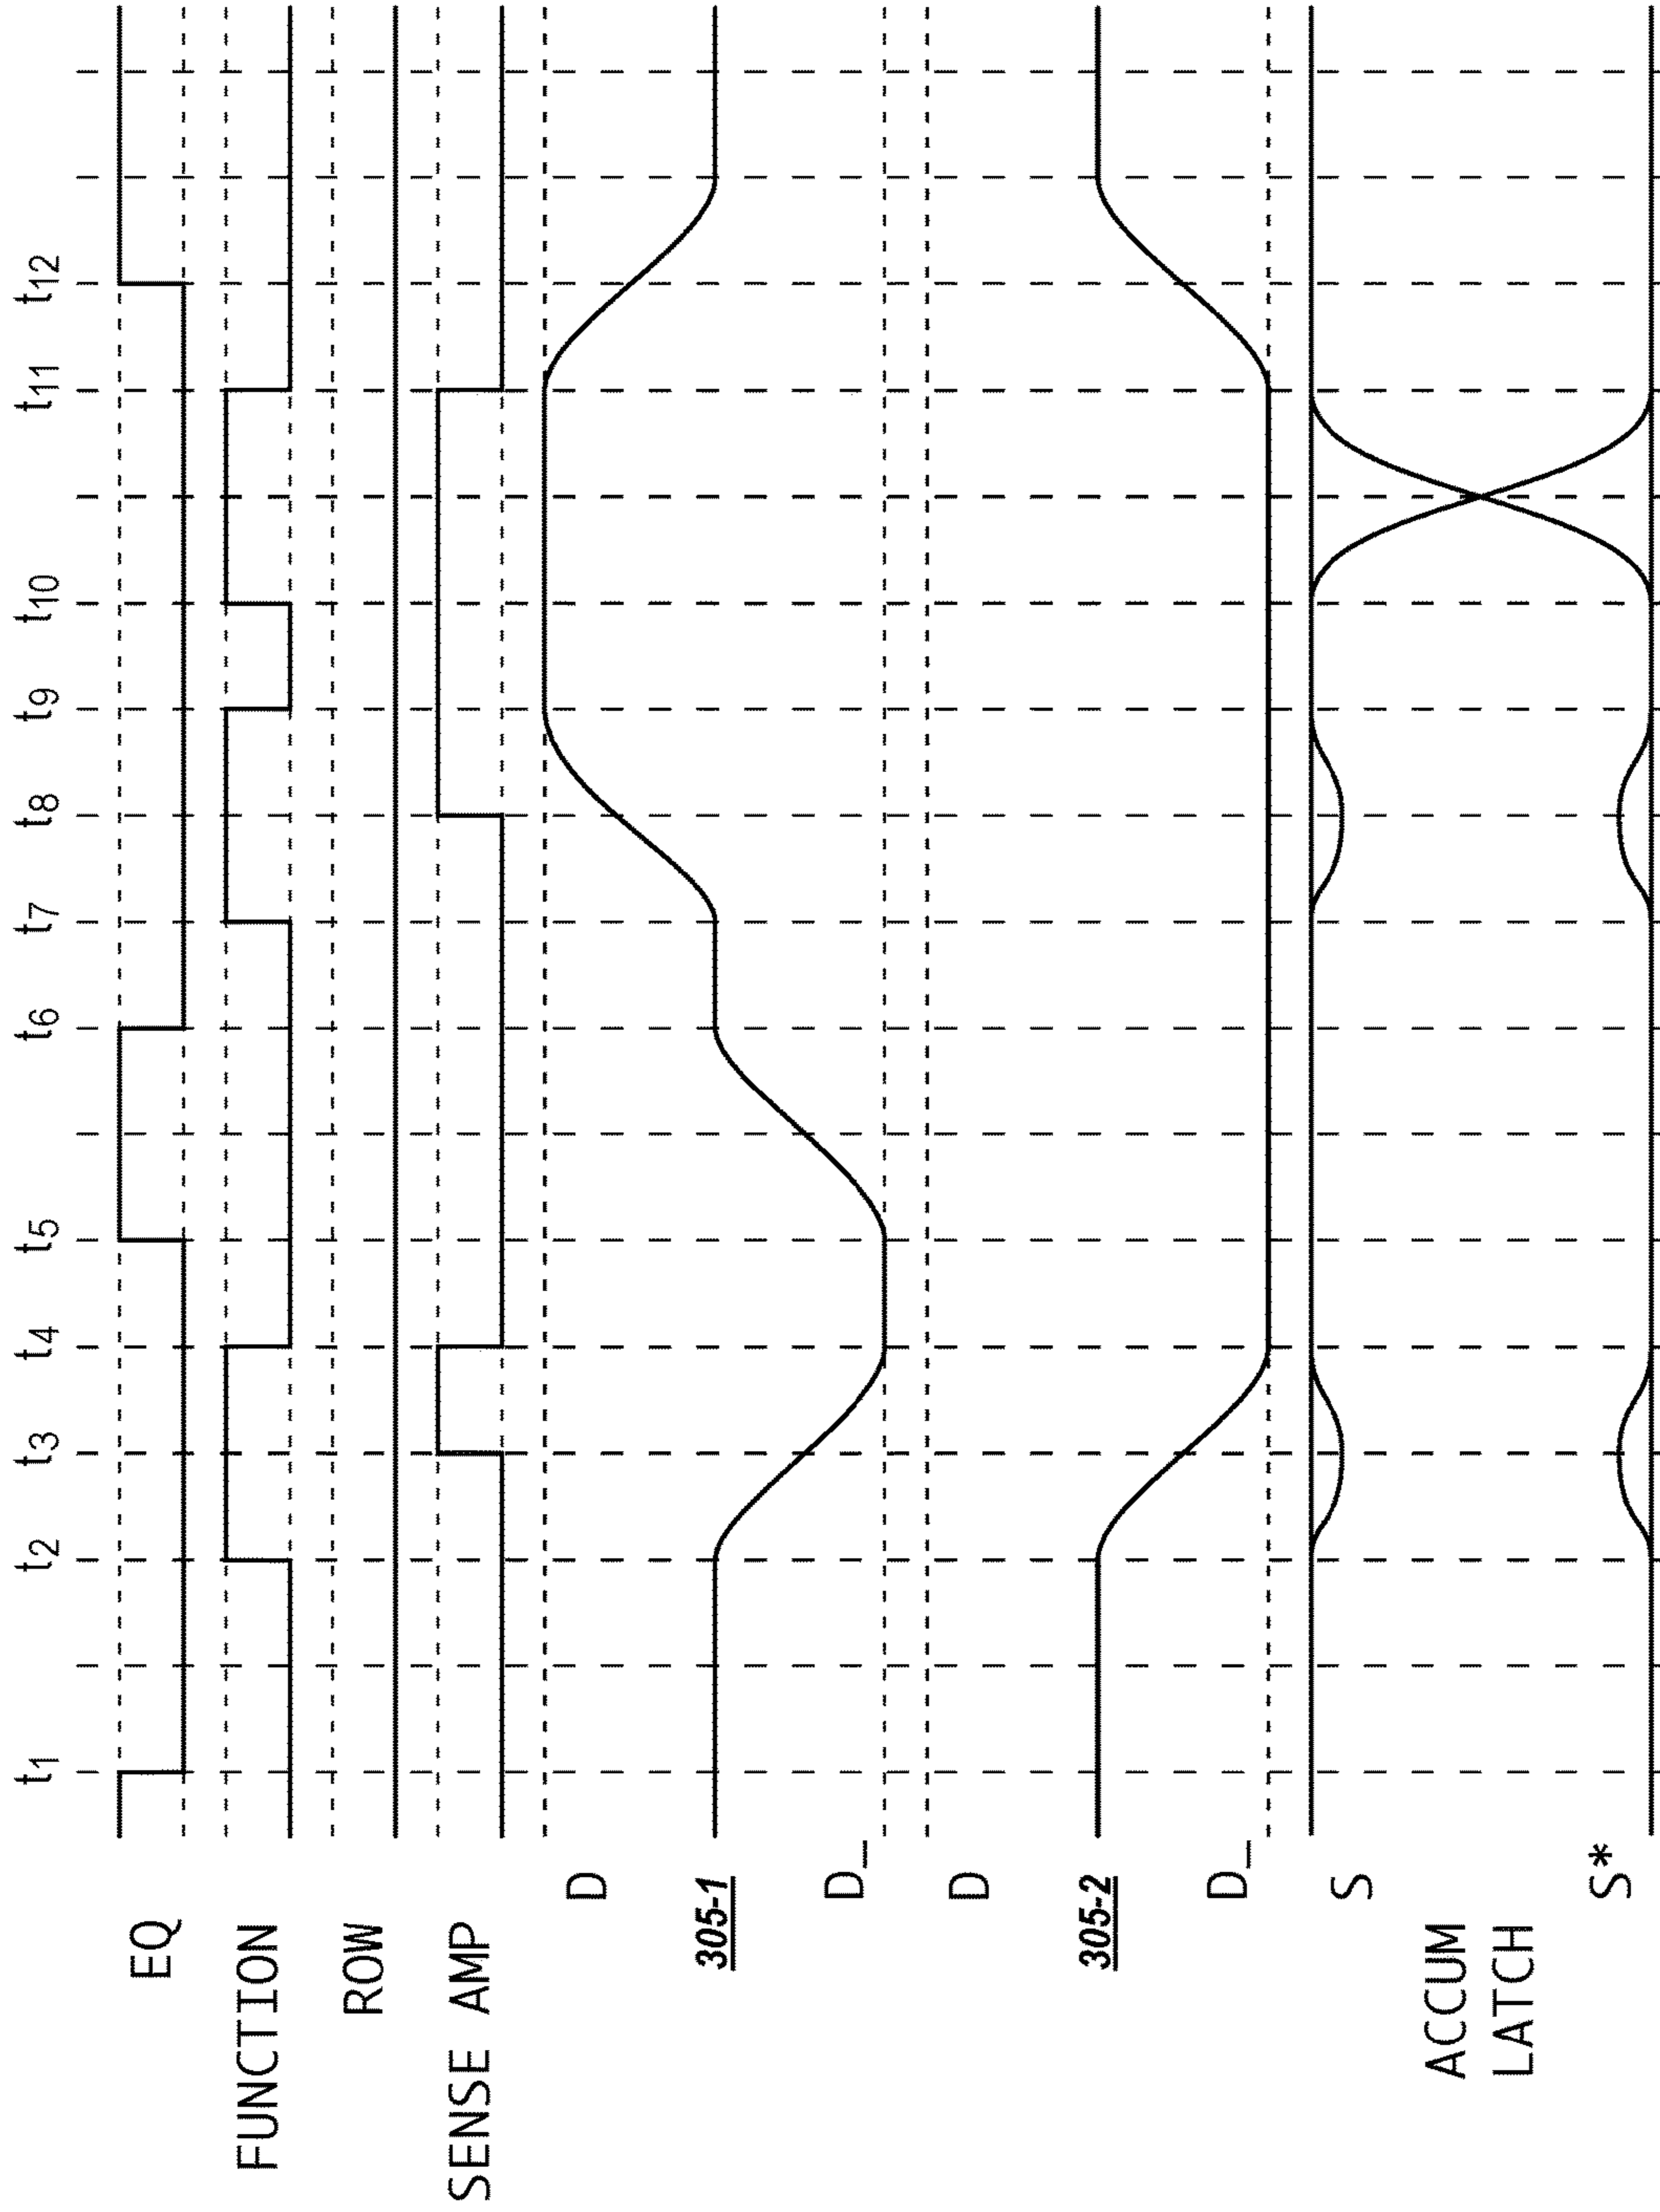 t1 t2 t3 t4 t5 t6 t7 t8 t9 t10 t11 t12
EQ
FUNCTION
ROW
SENSE AMP
D
305-1
D_
D
305-2
D_
S
ACCUM
LATCH
S*